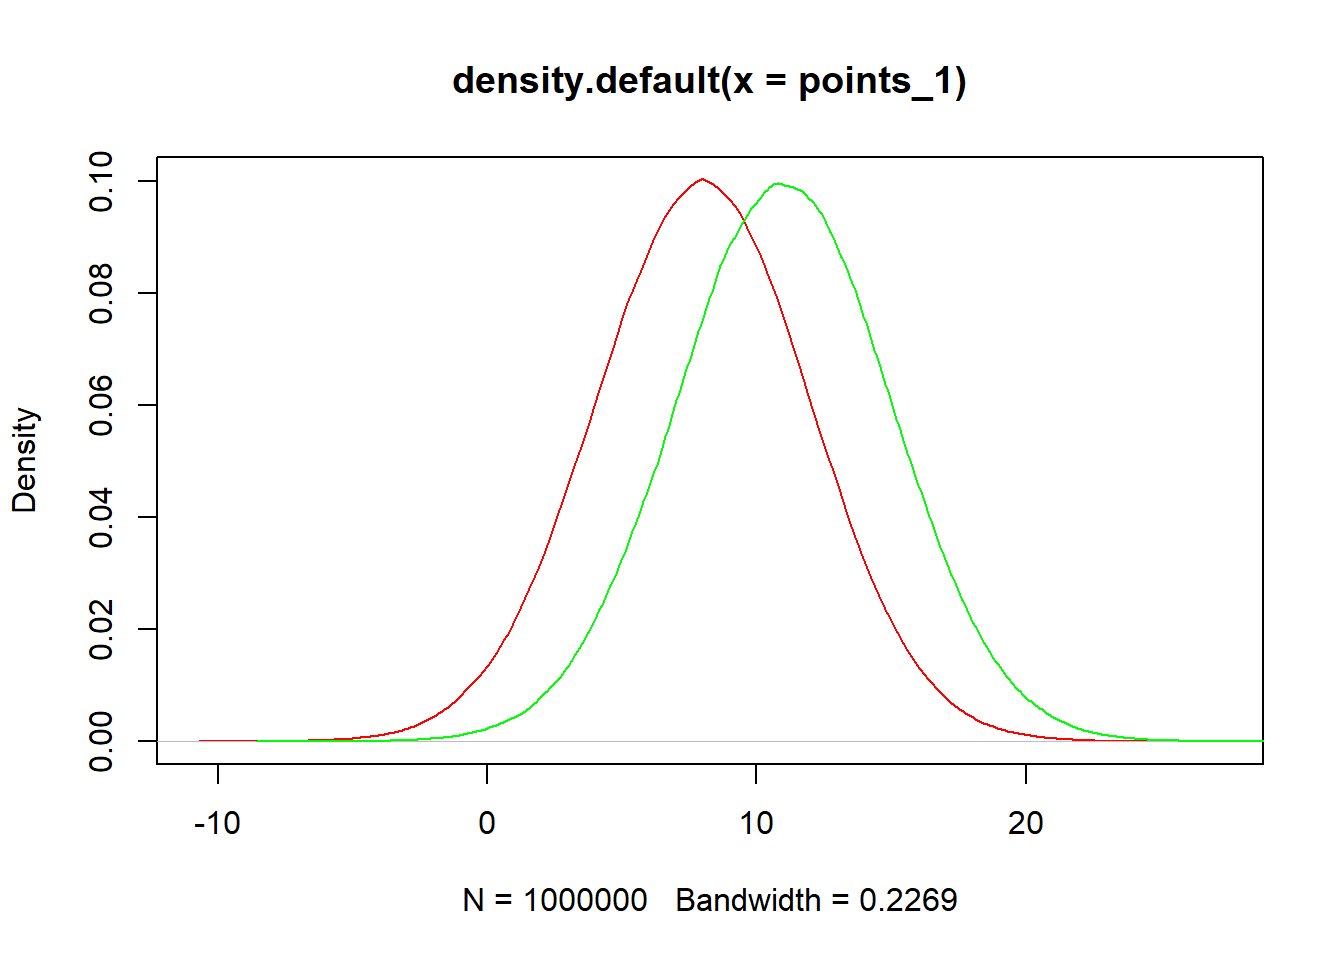 density.default(x = points_1)
Density
0.10
0.08
0.06
0.04
0.02
0.00
-10 0 10 20
N = 1000000 Bandwidth = 0.2269